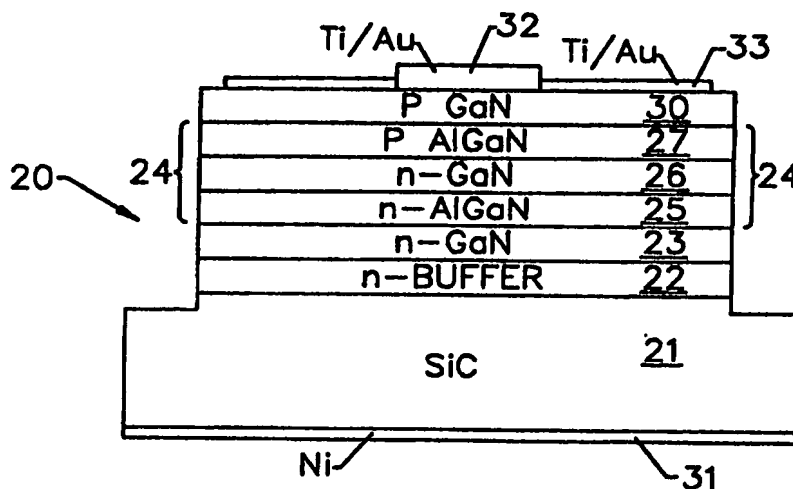 32
Ti/Au
Ti/Au
33
P GaN 30
P AlGaN 27
24
24
20
n-GaN 26
n-AlGaN 25
n-GaN 23
n-BUFFER 22
SiC 21
Ni
31